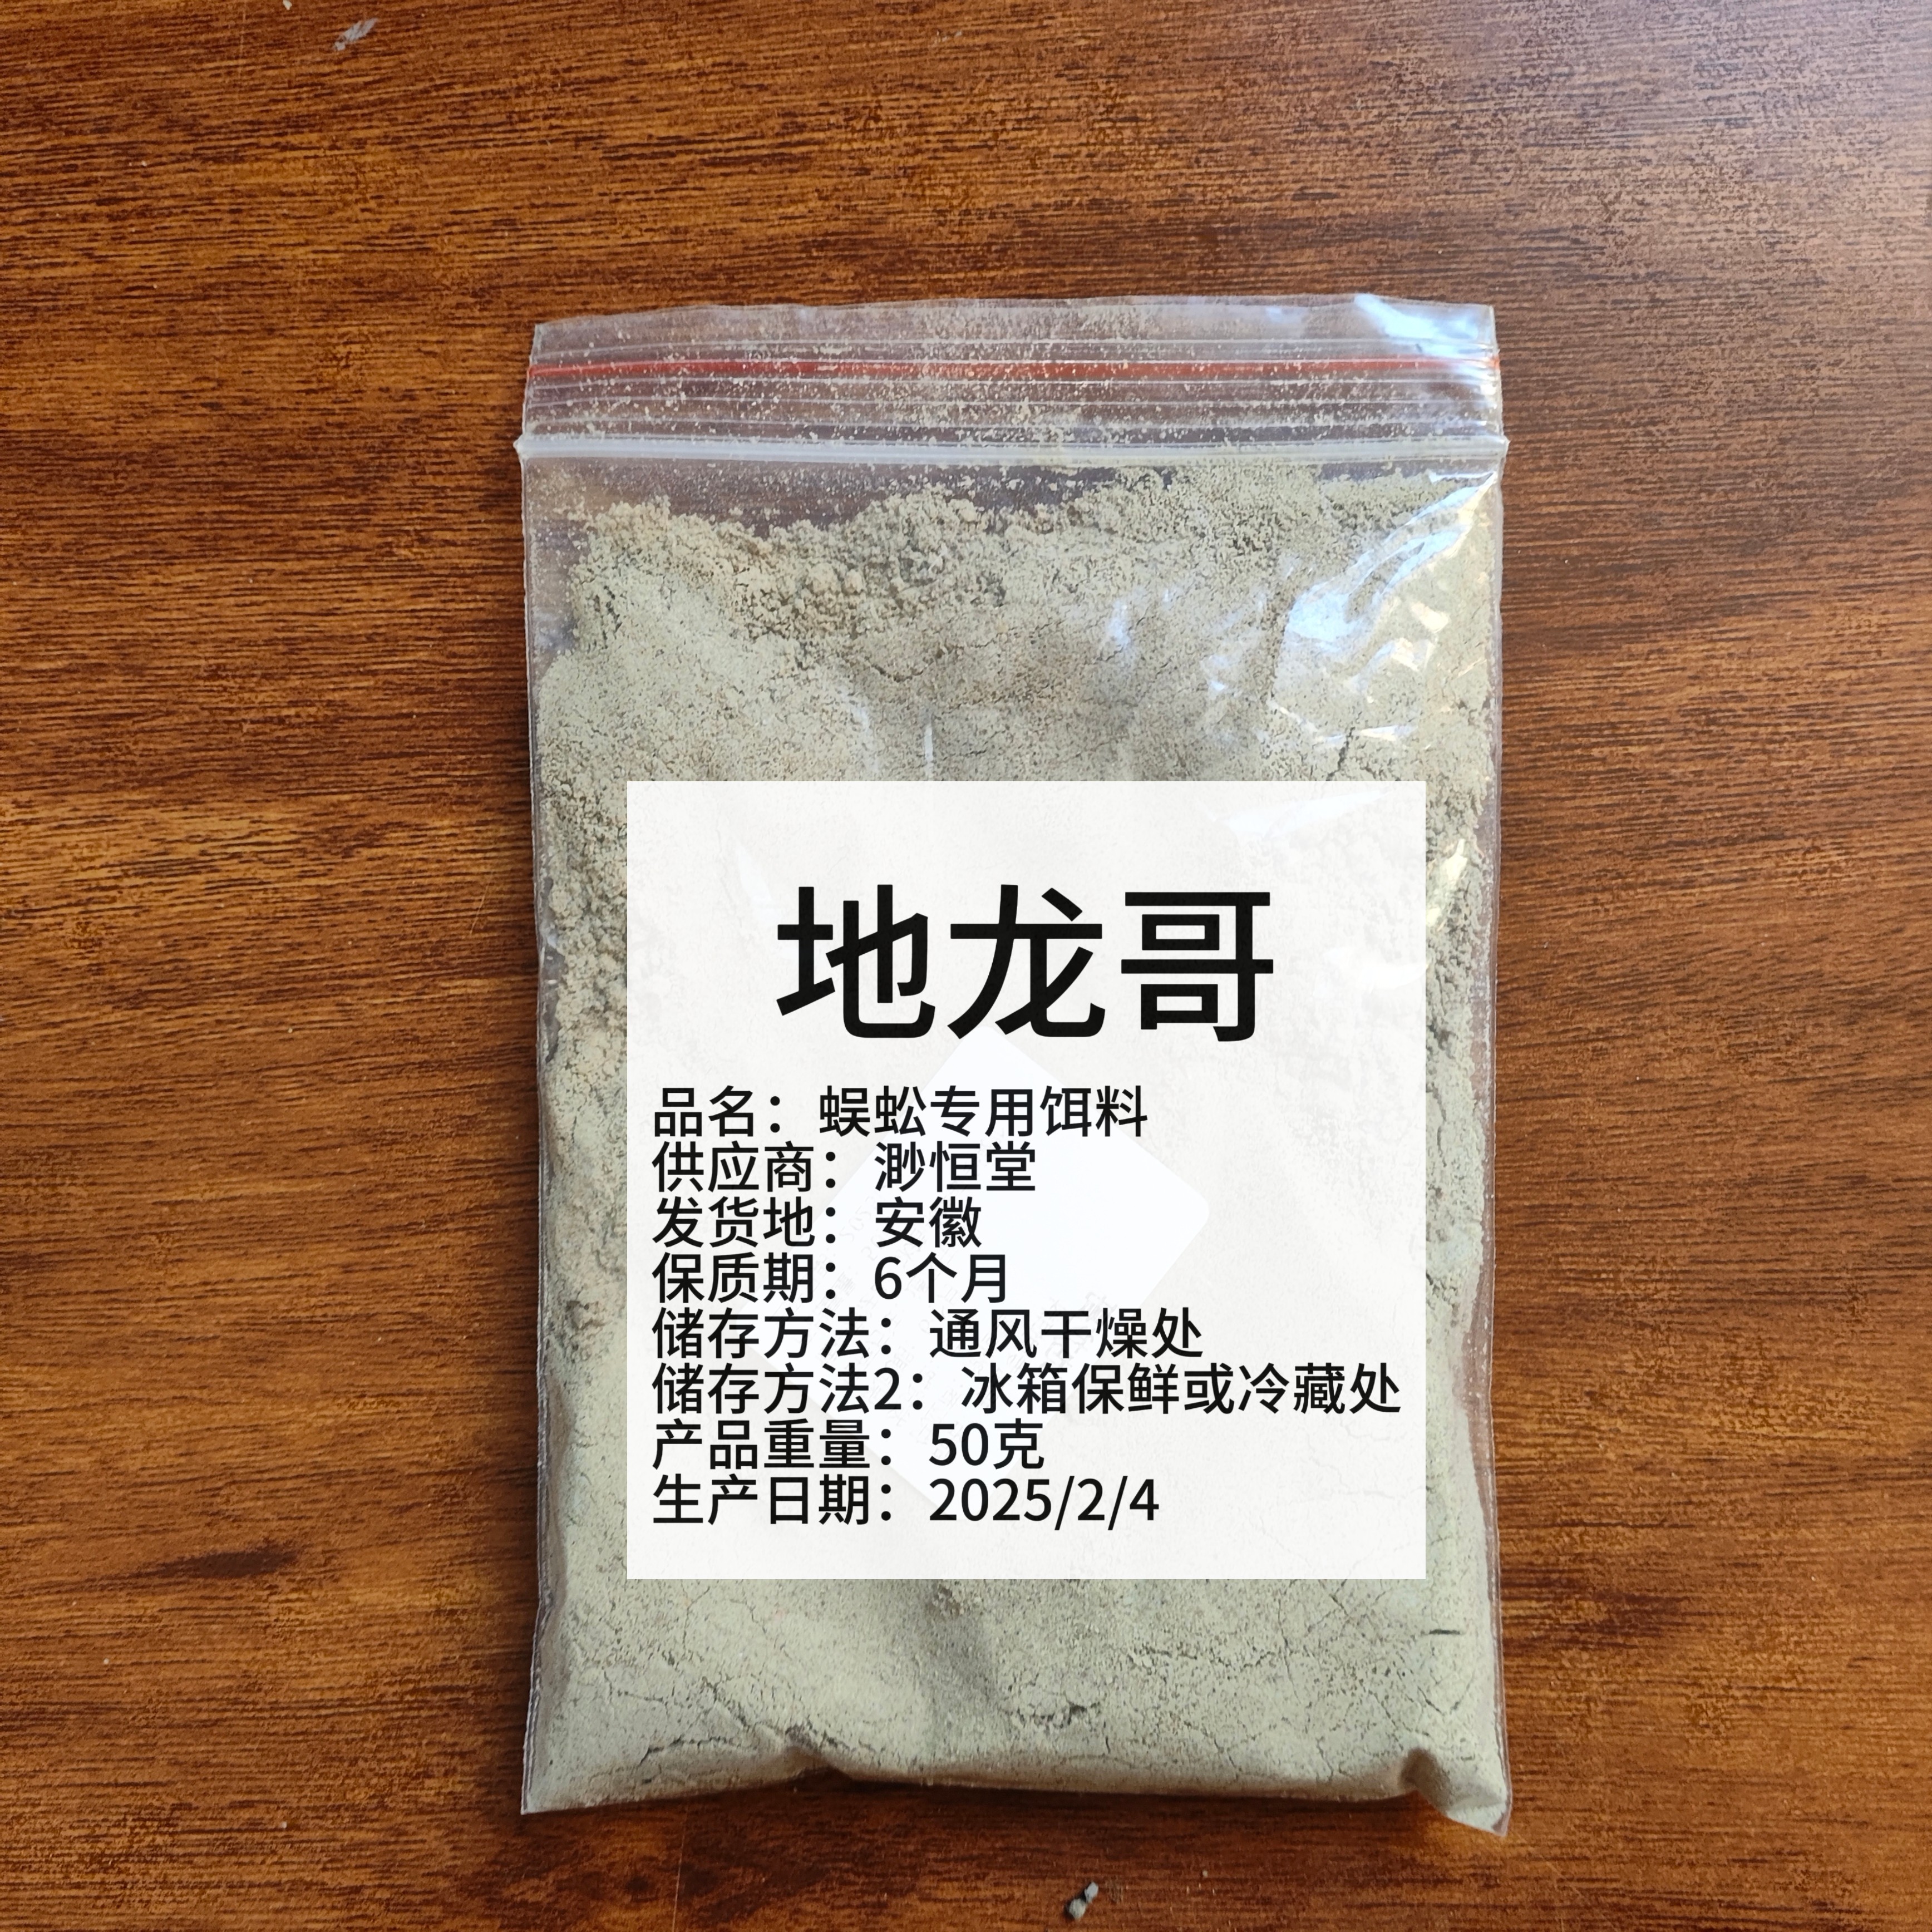 地龙哥
品名：蜈蚣专用饵料
供应商：渺恒堂
发货地：安徽
保质期：6个月
储存方法：通风干燥处
储存方法2：冰箱保鲜或冷藏处
产品重量：50克
生产日期：2025/2/4